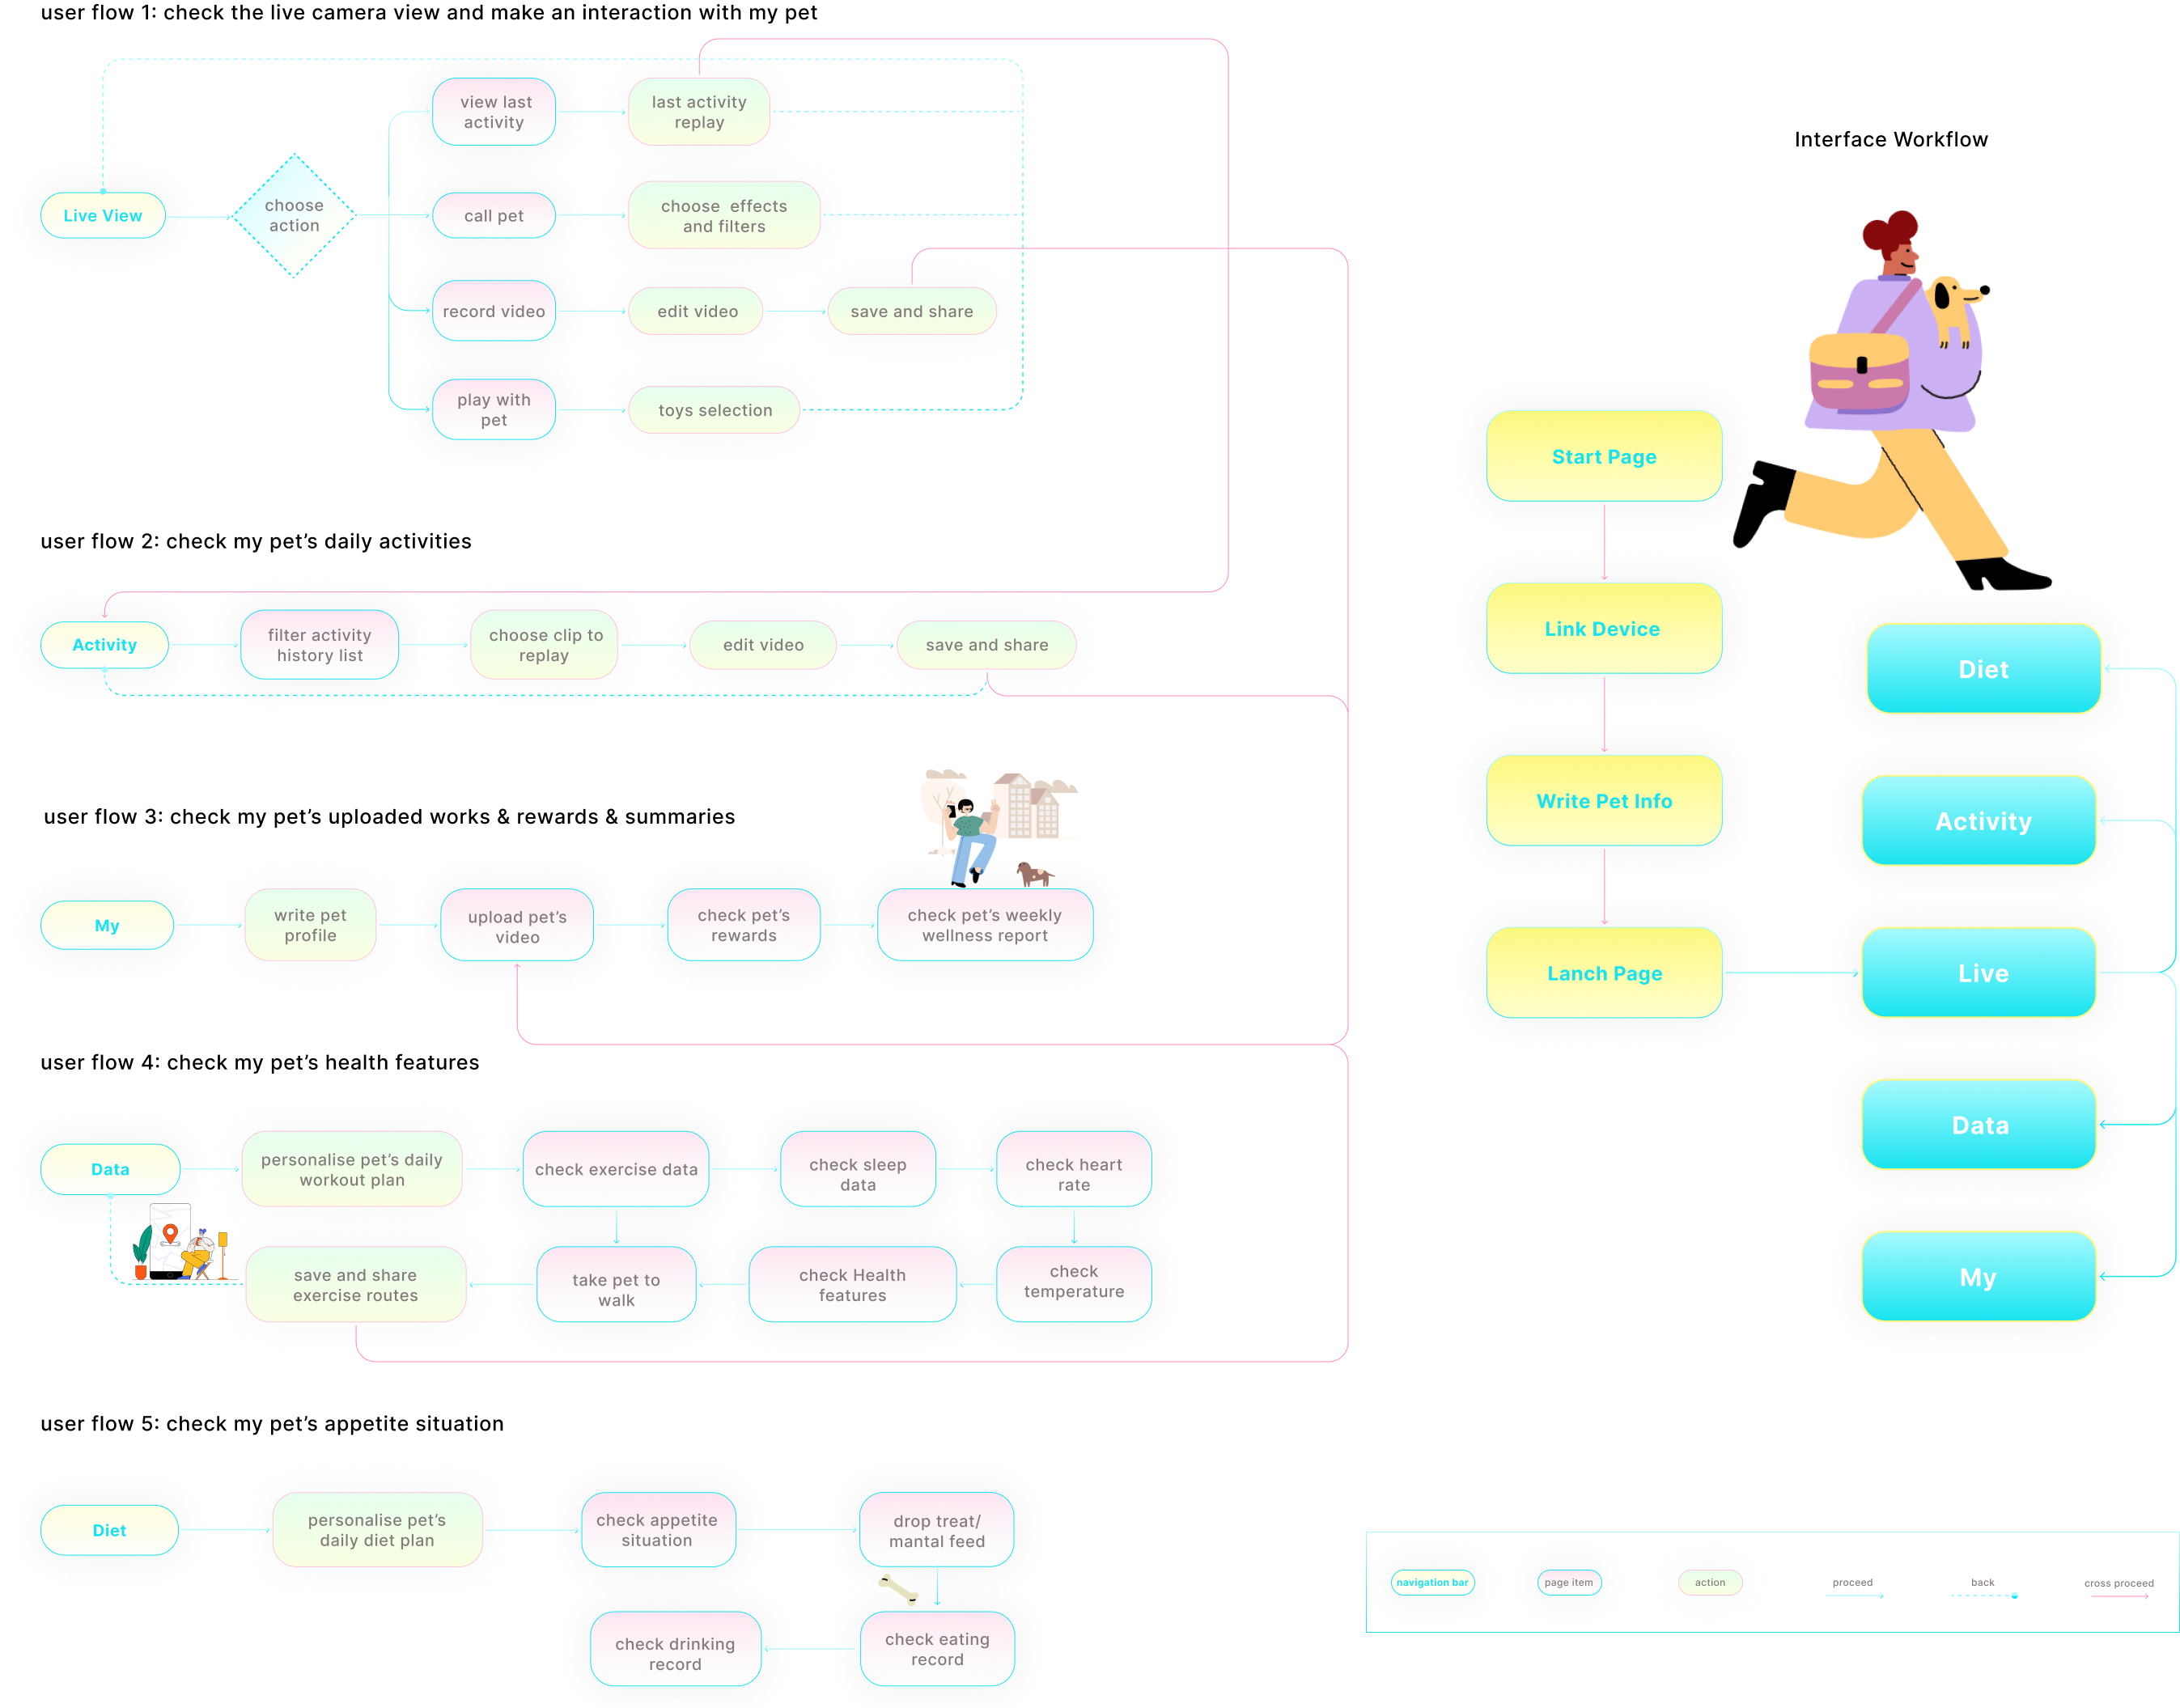 user flow 1: check the live camera view and make an interaction with my pet
Live View
choose
action
view last
activity
last activity
replay
call pet
choose effects
and filters
record video
edit video
save and share
play with
pet
toys selection
user flow 2: check my pet’s daily activities
Activity
filter activity
history list
choose clip to
replay
edit video
save and share
user flow 3: check my pet’s uploaded works & rewards & summaries
My
write pet
profile
upload pet’s
video
check pet’s
rewards
check pet’s weekly
wellness report
user flow 4: check my pet’s health features
Data
personalise pet’s daily
workout plan
check exercise data
check sleep
data
check heart
rate
save and share
exercise routes
take pet to
walk
check Health
features
check
temperature
user flow 5: check my pet’s appetite situation
Diet
personalise pet’s
daily diet plan
check appetite
situation
drop treat/
mantal feed
check drinking
record
check eating
record
Interface Workflow
Start Page
Link Device
Write Pet Info
Lanch Page
Diet
Activity
Live
Data
My
navigation bar
page item
action
proceed
back
cross proceed